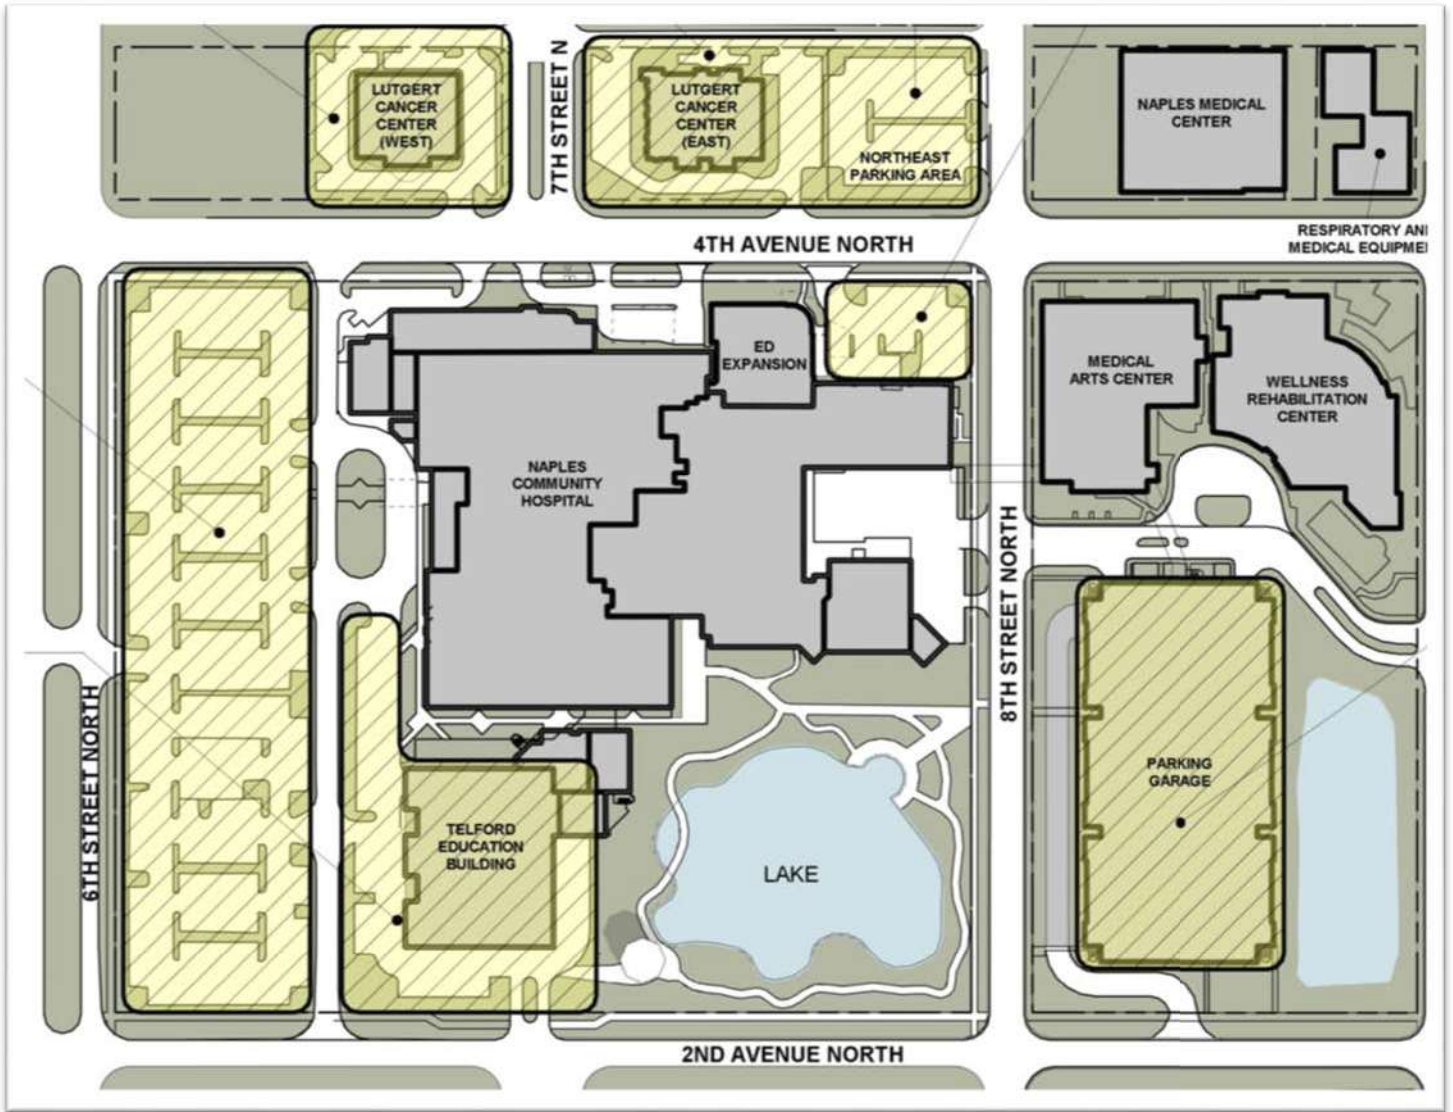 LUTGERT
CANCER
CENTER
(WEST)
7TH STREET N
LUTGERT
CANCER
CENTER
(EAST)
NORTHEAST
PARKING AREA
NAPLES MEDICAL
CENTER
RESPIRATORY AN
MEDICAL EQUIPME
4TH AVENUE NORTH
ED
EXPANSION
MEDICAL
ARTS CENTER
WELLNESS
REHABILITATION
CENTER
NAPLES
COMMUNITY
HOSPITAL
8TH STREET NORTH
6TH STREET NORTH
PARKING
GARAGE
TELFORD
EDUCATION
BUILDING
LAKE
2ND AVENUE NORTH